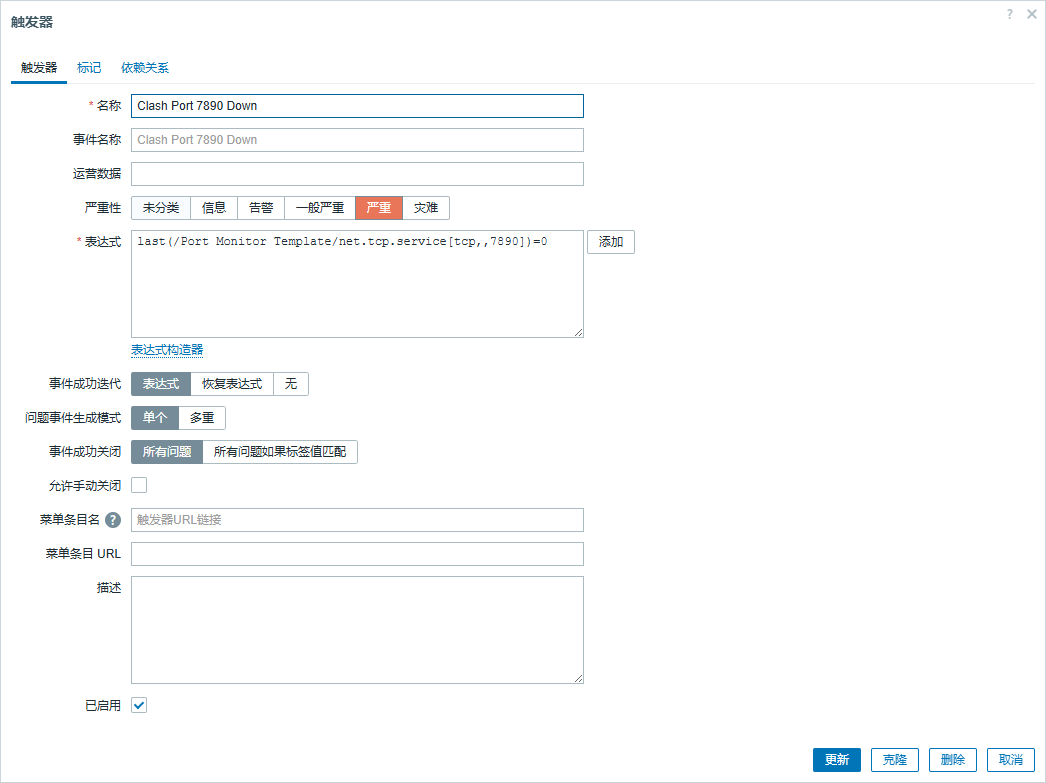 触发器
? ×
触发器 标记 依赖关系
* 名称 Clash Port 7890 Down
事件名称 Clash Port 7890 Down
运营数据
严重性 未分类 信息 告警 一般严重 严重 灾难
* 表达式 last(/Port Monitor Template/net.tcp.service[tcp,,7890])=0 添加
表达式构造器
事件成功迭代 表达式 恢复表达式 无
问题事件生成模式 单个 多重
事件成功关闭 所有问题 所有问题如果标签值匹配
允许手动关闭
菜单条目名 ? 触发器URL链接
菜单条目 URL
描述
已启用
更新 克隆 删除 取消